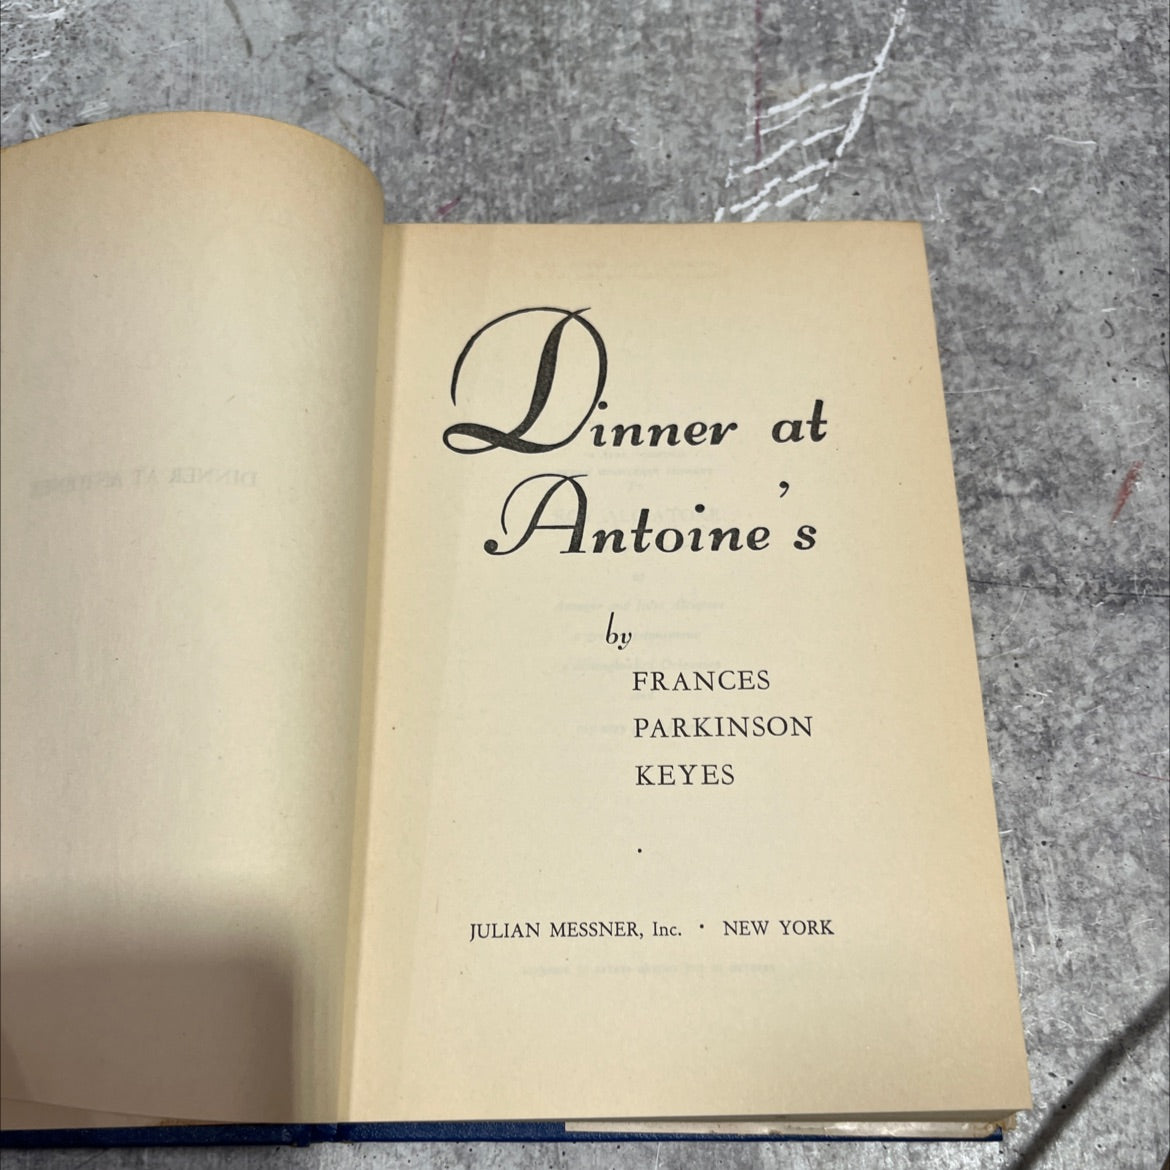 Dinner at
Antoine's
by
FRANCES
PARKINSON
KEYES
JULIAN MESSNER, Inc. · NEW YORK